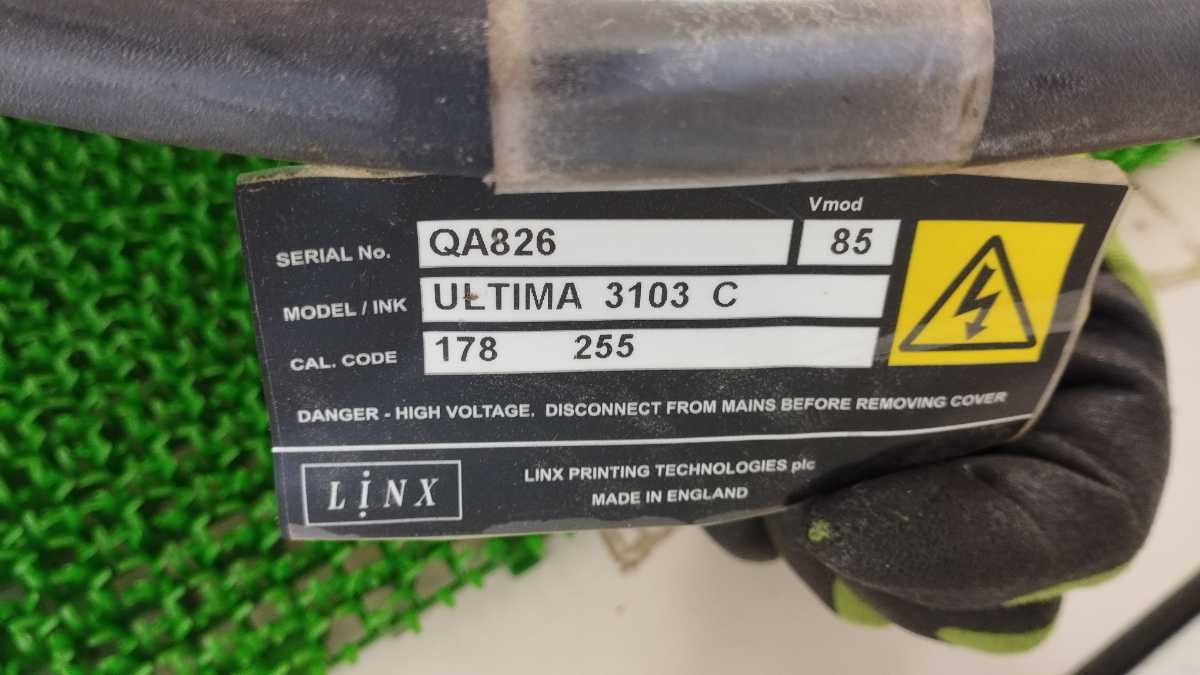 Vmod
SERIAL No. QA826 85
MODEL / INK ULTIMA 3103 C
CAL. CODE 178 255
DANGER - HIGH VOLTAGE. DISCONNECT FROM MAINS BEFORE REMOVING COVER
LINX
LINX PRINTING TECHNOLOGIES plc
MADE IN ENGLAND